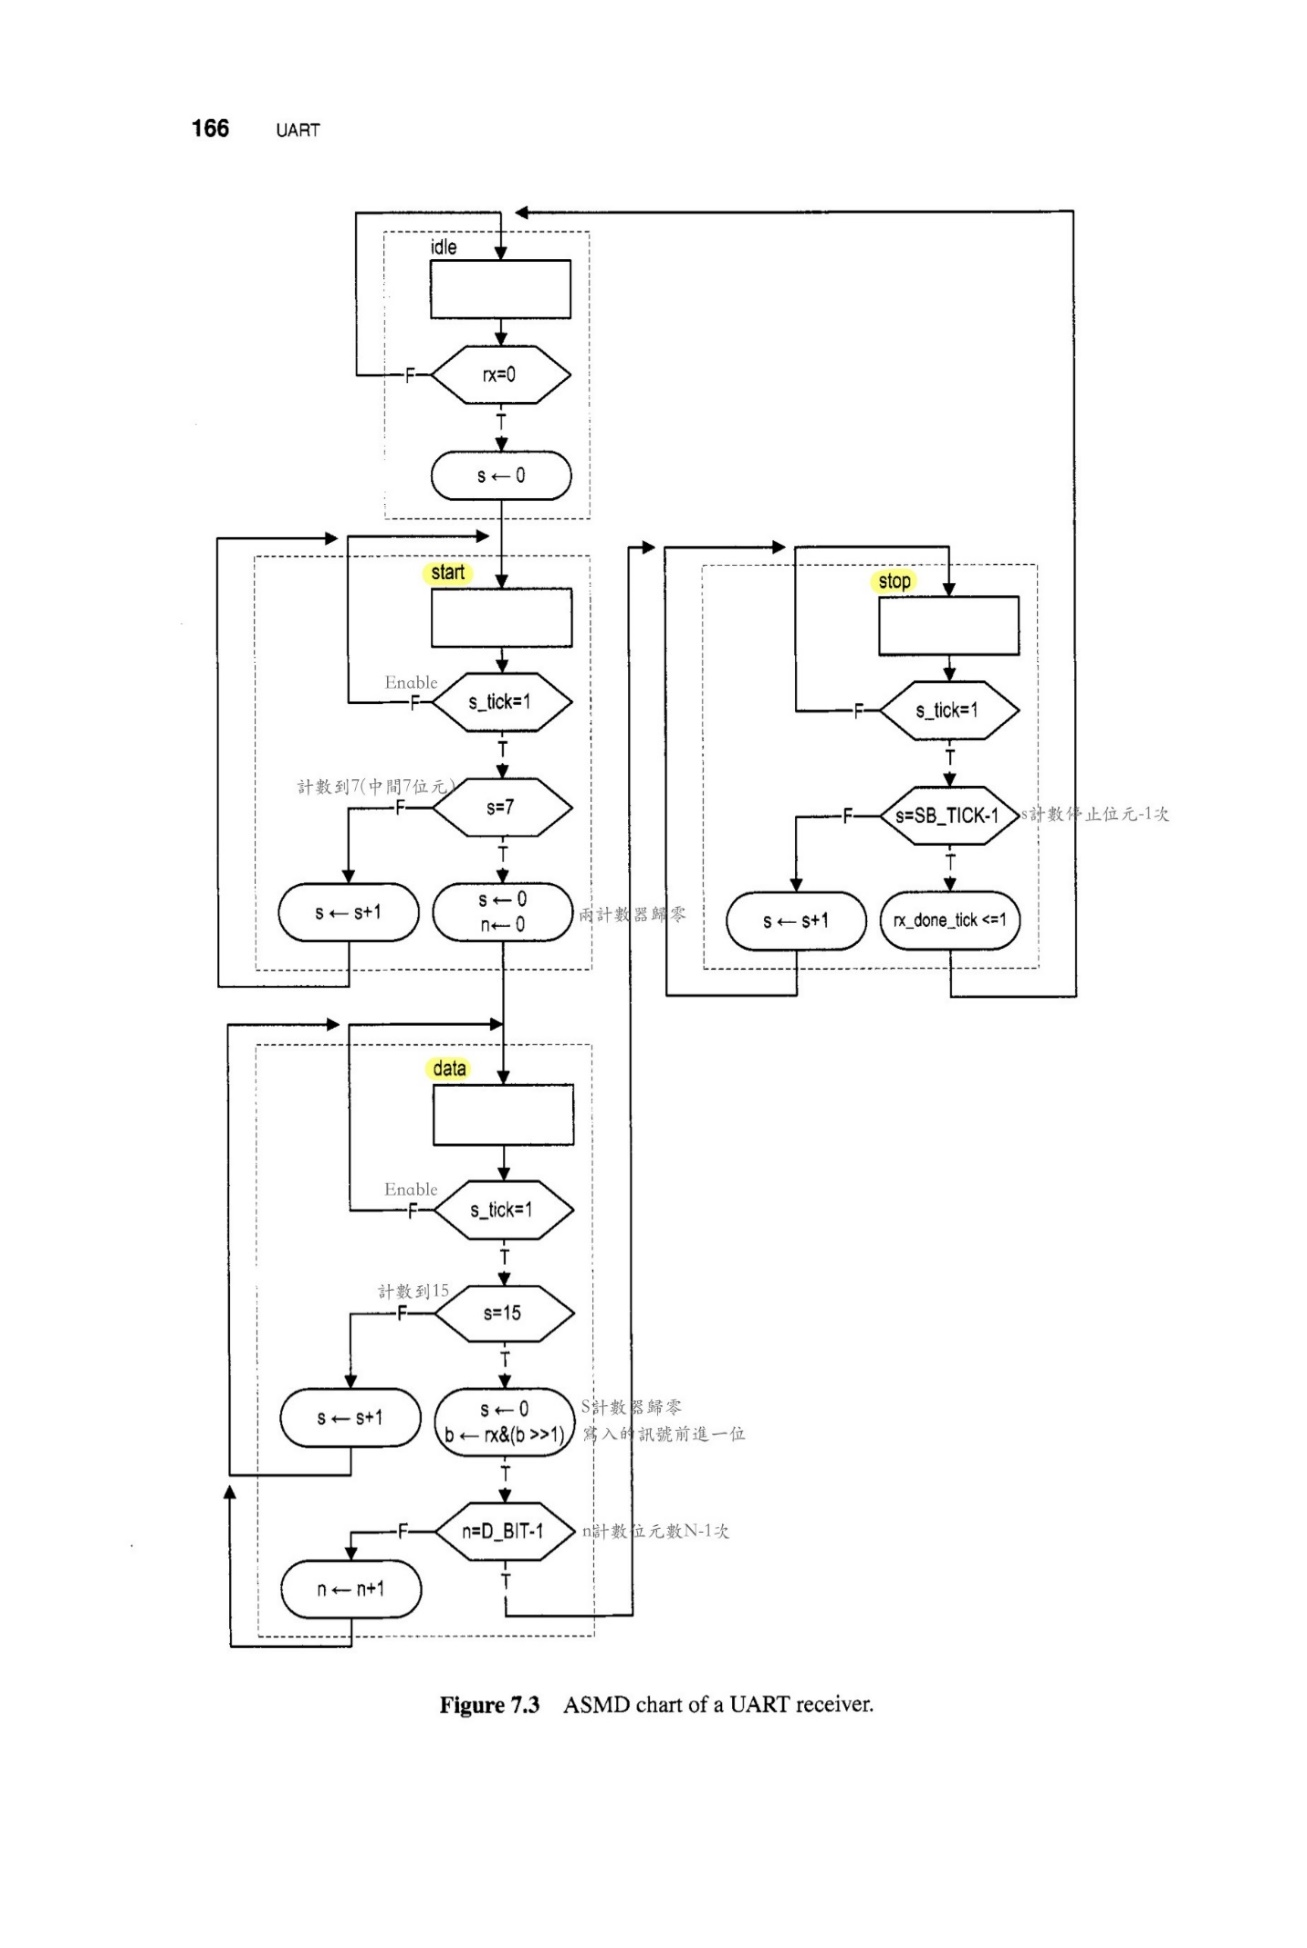 166 UART
idle
rx=0
F
T
s ← 0
start
Enable
F
s_tick=1
T
計數到7(中間7位元)
F
s=7
T
s ← s+1
s ← 0
n ← 0
兩計數器歸零
data
Enable
F
s_tick=1
T
計數到15
F
s=15
T
s ← s+1
s ← 0
b ← rx&(b >>1)
S計數器歸零
寫入的訊號前進一位
T
F
n=D_BIT-1
n計數位元數N-1次
n ← n+1
T
stop
F
s_tick=1
T
F
s=SB_TICK-1
s計數停止位元-1次
T
s ← s+1
rx_done_tick <=1
Figure 7.3 ASMD chart of a UART receiver.